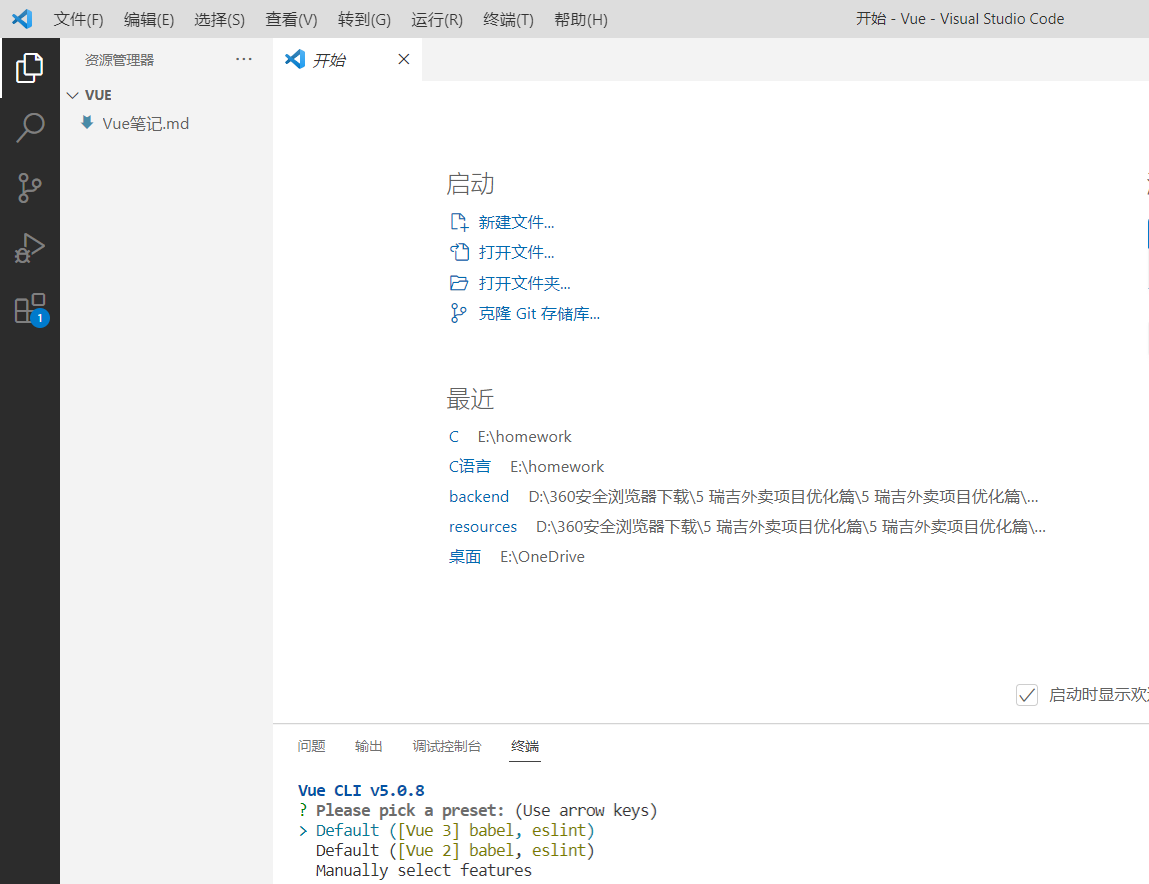 文件(F) 编辑(E) 选择(S) 查看(V) 转到(G) 运行(R) 终端(T) 帮助(H) 开始 - Vue - Visual Studio Code
资源管理器 ···
开始
VUE
Vue笔记.md
启动
新建文件...
打开文件...
打开文件夹...
克隆 Git 存储库...
1
最近
C E:\homework
C语言 E:\homework
backend D:\360安全浏览器下载\5 瑞吉外卖项目优化篇\5 瑞吉外卖项目优化篇\...
resources D:\360安全浏览器下载\5 瑞吉外卖项目优化篇\5 瑞吉外卖项目优化篇\...
桌面 E:\OneDrive
启动时显示欢
问题 输出 调试控制台 终端
Vue CLI v5.0.8
? Please pick a preset: (Use arrow keys)
> Default ([Vue 3] babel, eslint)
Default ([Vue 2] babel, eslint)
Manually select features